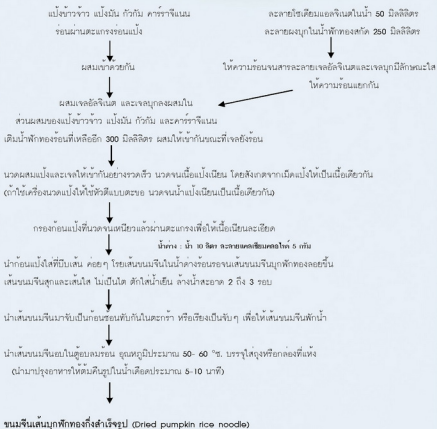 แป้งข้าวจ้าว แป้งมัน กัวกัม คาร์ราจีแนน
ร่อนผ่านตะแกรงร่อนแป้ง
ละลายโซเดียมแอลจิเนตในน้ำ 50 มิลลิลิตร
ละลายผงบุกในน้ำฟักทองสกัด 250 มิลลิลิตร
ผสมเข้าด้วยกัน
ให้ความร้อนจนสารละลายเจลอัลจิเนตและเจลบุกมีลักษณะใส
ให้ความร้อนแยกกัน
ผสมเจลอัลจิเนต และเจลบุกลงผสมใน
ส่วนผสมของแป้งข้าวจ้าว แป้งมัน กัวกัม และคาร์ราจีแนน
เติมน้ำฟักทองร้อนที่เหลืออีก 300 มิลลิลิตร ผสมให้เข้ากันขณะที่เจลยังร้อน
นวดผสมแป้งและเจลให้เข้ากันอย่างรวดเร็ว นวดจนเนื้อแป้งเนียน โดยสังเกตจากเม็ดแป้งให้เป็นเนื้อเดียวกัน
(ถ้าใช้เครื่องนวดแป้งให้ใช้หัวตีแบบตะขอ นวดจนน้ำแป้งเนียนเป็นเนื้อเดียวกัน)
กรองก้อนแป้งที่นวดจนเหนียวแล้วผ่านตะแกรงเพื่อให้เนื้อเนียนละเอียด
น้ำด่าง : น้ำ 10 ลิตร ละลายแคลเซียมคลอไรด์ 5 กรัม
นำก้อนแป้งใส่ที่บีบเส้น ค่อยๆ โรยเส้นขนมจีนในน้ำด่างร้อนรอจนเส้นขนมจีนบุกฟักทองลอยขึ้น
เส้นขนมจีนสุกและเส้นใส ไม่เป็นไต ตักใส่น้ำเย็น ล้างน้ำสะอาด 2 ถึง 3 รอบ
นำเส้นขนมจีนมาจับเป็นก้อนซ้อนทับกันในตะกร้า หรือเรียงเป็นจับๆ เพื่อให้เส้นขนมจีนพักน้ำ
นำเส้นขนมจีนอบในตู้อบลมร้อน อุณหภูมิประมาณ 50- 60 °ซ. บรรจุใส่ถุงหรือกล่องที่แห้ง
(นำมาปรุงอาหารให้ต้มคืนรูปในน้ำเดือดประมาณ 5-10 นาที)
ขนมจีนเส้นบุกฟักทองกึ่งสำเร็จรูป (Dried pumpkin rice noodle)